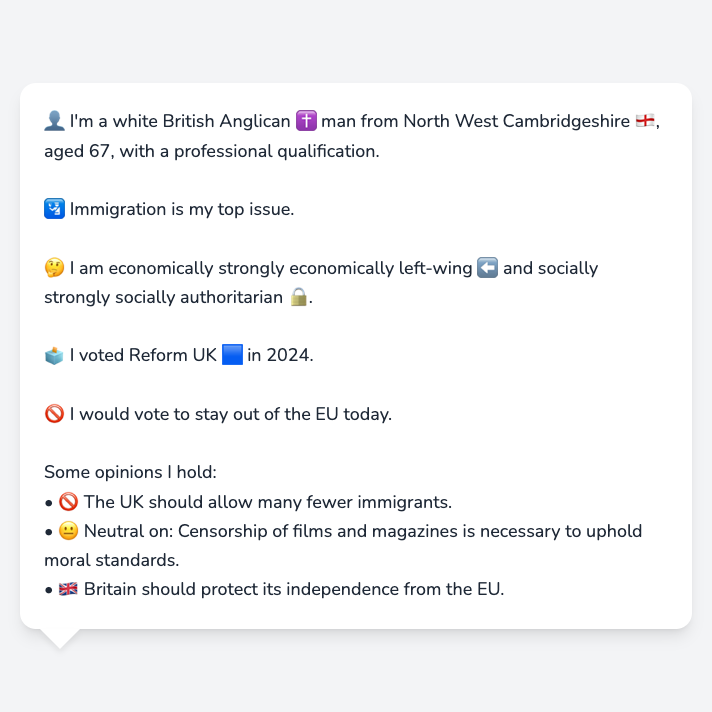 👤 I'm a white British Anglican ✝️ man from North West Cambridgeshire 🏴󠁧󠁢󠁥󠁮󠁧󠁿,
aged 67, with a professional qualification.
🛂 Immigration is my top issue.
🤔 I am economically strongly economically left-wing ⬅️ and socially
strongly socially authoritarian 🔒.
🗳️ I voted Reform UK 🟦 in 2024.
🚫 I would vote to stay out of the EU today.
Some opinions I hold:
• 🚫 The UK should allow many fewer immigrants.
• 😐 Neutral on: Censorship of films and magazines is necessary to uphold
moral standards.
• 🇬🇧 Britain should protect its independence from the EU.